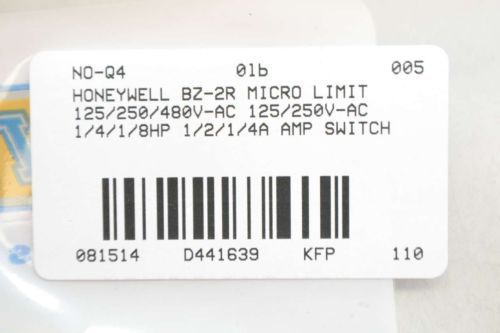 NO-Q4 01b 005
HONEYWELL BZ-2R MICRO LIMIT
125/250/480V-AC 125/250V-AC
1/4/1/8HP 1/2/1/4A AMP SWITCH
081514 D441639 KFP 110